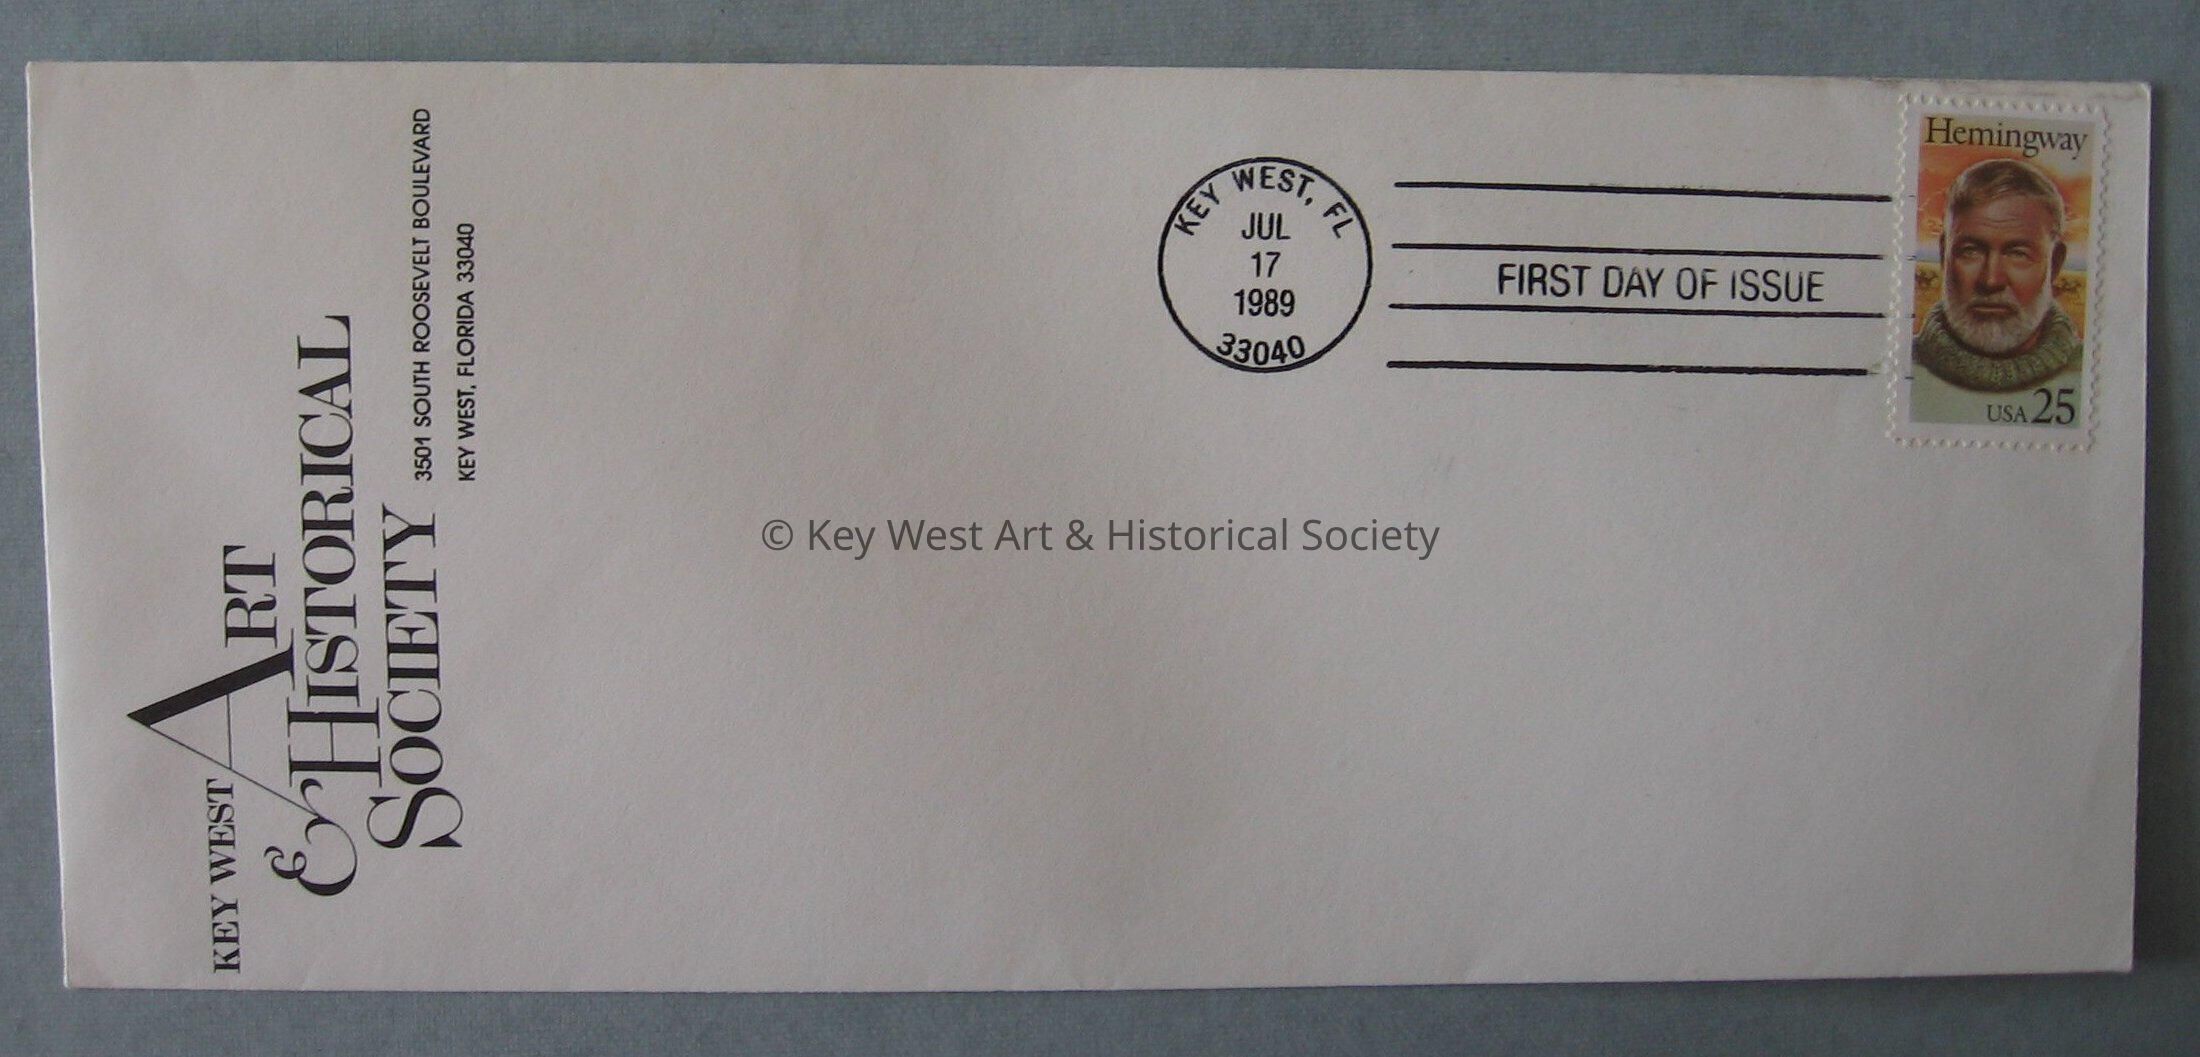 KEY WEST ART
& HISTORICAL
SOCIETY
3501 SOUTH ROOSEVELT BOULEVARD
KEY WEST, FLORIDA 33040
KEY WEST, FL
JUL
17
1989
33040
FIRST DAY OF ISSUE
Hemingway
USA 25
© Key West Art & Historical Society